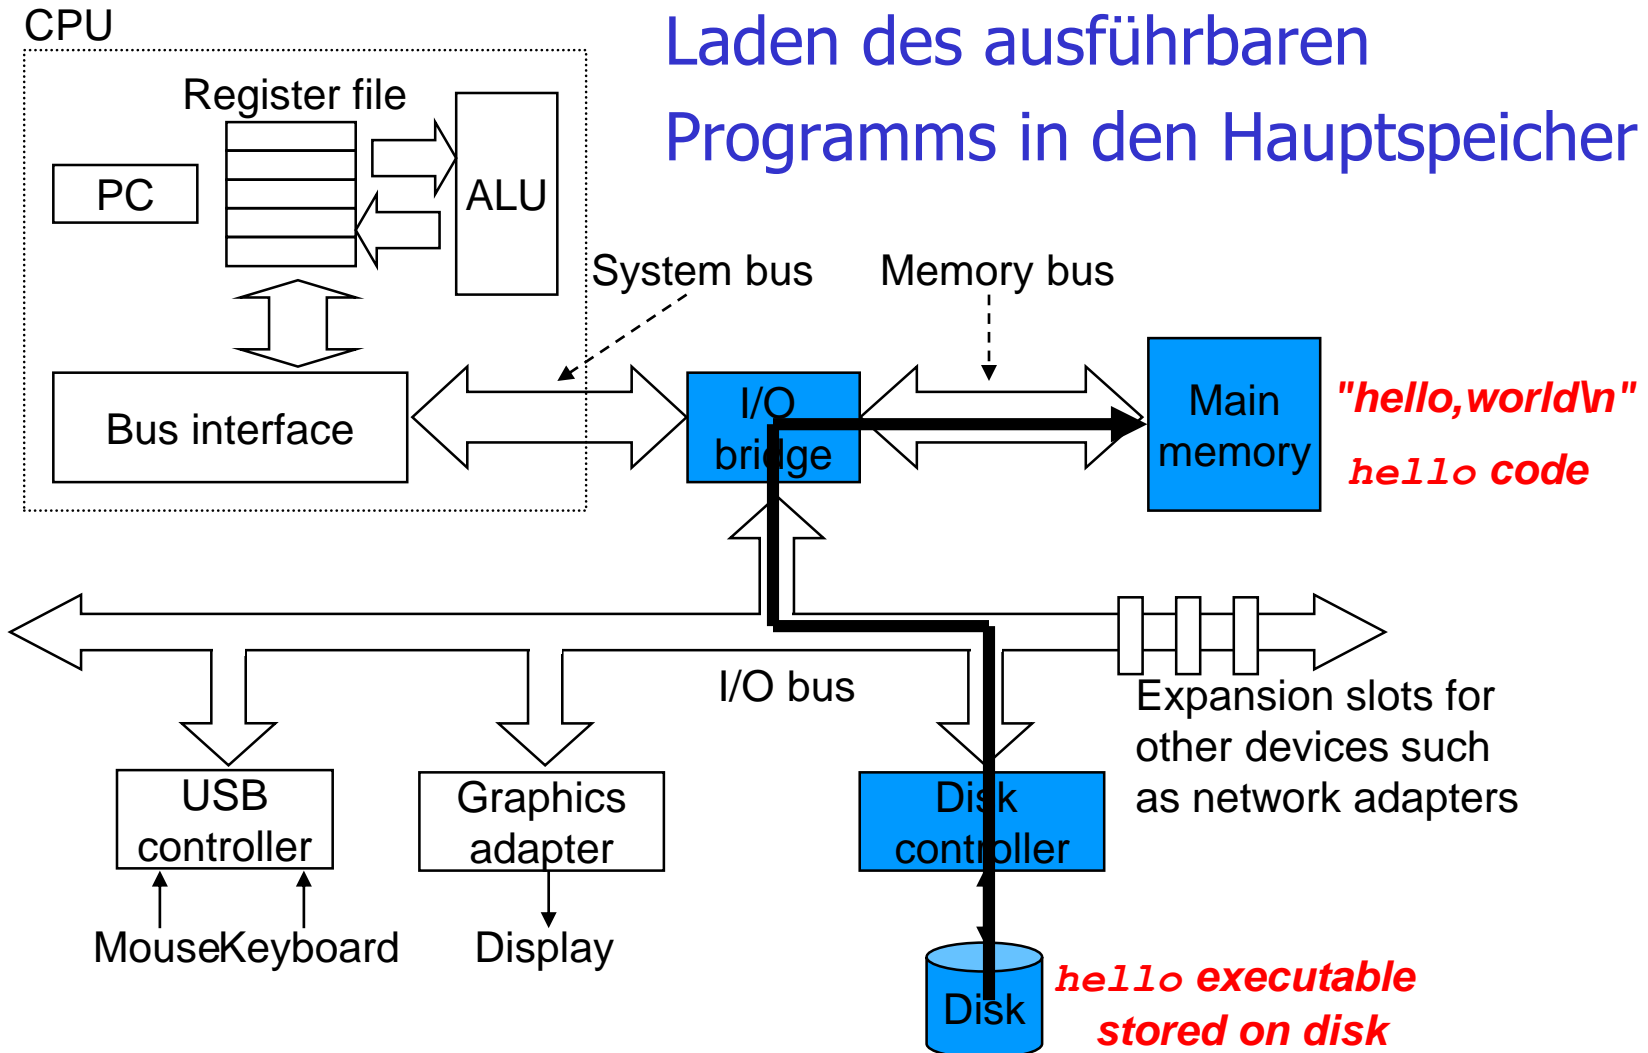 CPU
Laden des ausführbaren
Programms in den Hauptspeicher
Register file
PC
ALU
System bus
Memory bus
Bus interface
I/O
bridge
Main
memory
"hello,world\n"
hello code
I/O bus
Expansion slots for
other devices such
as network adapters
USB
controller
Graphics
adapter
Disk
controller
Mouse
Keyboard
Display
Disk
hello executable
stored on disk